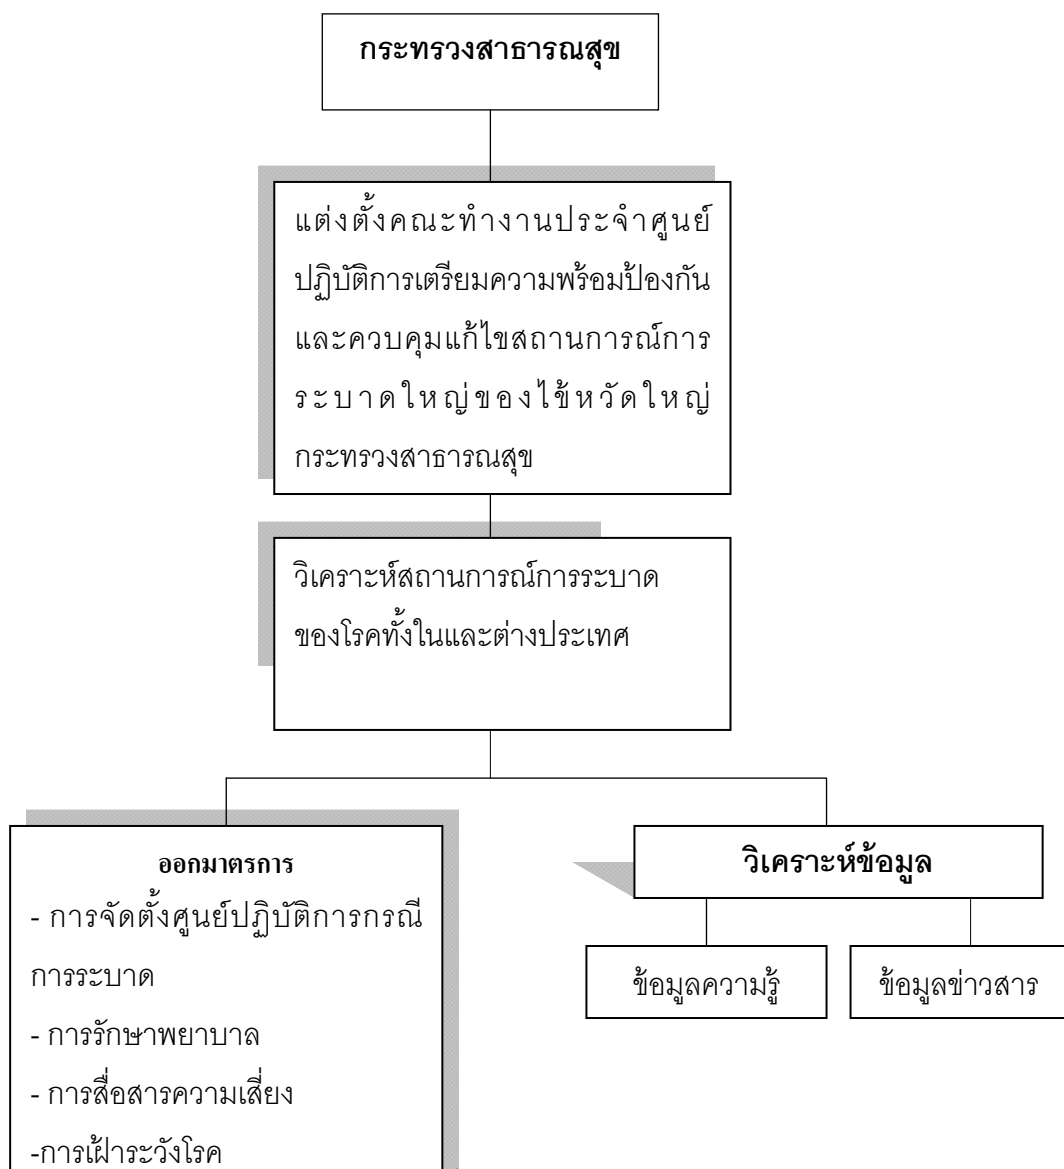 กระทรวงสาธารณสุข
แต่งตั้งคณะทำงานประจำศูนย์
ปฏิบัติการเตรียมความพร้อมป้องกัน
และควบคุมแก้ไขสถานการณ์การ
ระบาดใหญ่ของไข้หวัดใหญ่
กระทรวงสาธารณสุข
วิเคราะห์สถานการณ์การระบาด
ของโรคทั้งในและต่างประเทศ
ออกมาตรการ
- การจัดตั้งศูนย์ปฏิบัติการกรณี
การระบาด
- การรักษาพยาบาล
- การสื่อสารความเสี่ยง
-การเฝ้าระวังโรค
วิเคราะห์ข้อมูล
ข้อมูลความรู้
ข้อมูลข่าวสาร